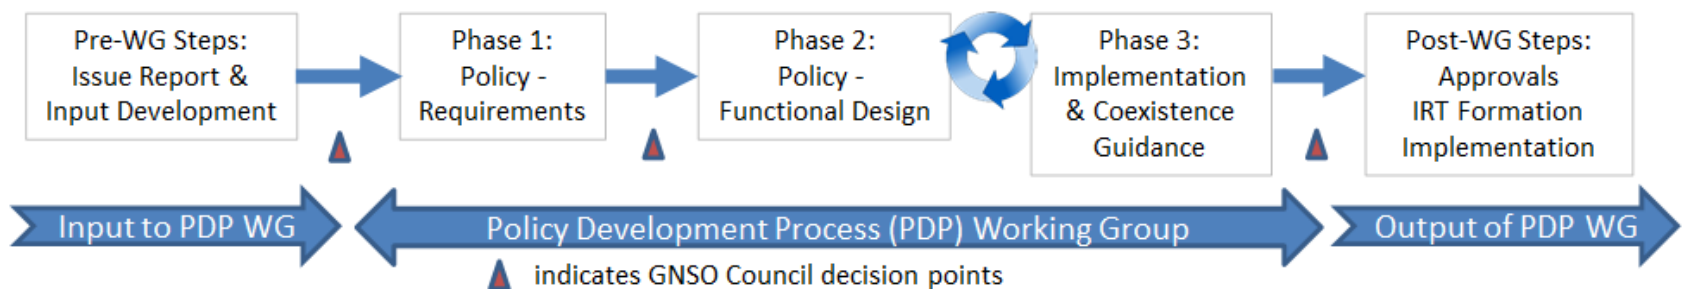 Pre-WG Steps:
Issue Report &
Input Development
Phase 1:
Policy -
Requirements
Phase 2:
Policy -
Functional Design
Phase 3:
Implementation
& Coexistence
Guidance
Post-WG Steps:
Approvals
IRT Formation
Implementation
Input to PDP WG
Policy Development Process (PDP) Working Group
Output of PDP WG
indicates GNSO Council decision points